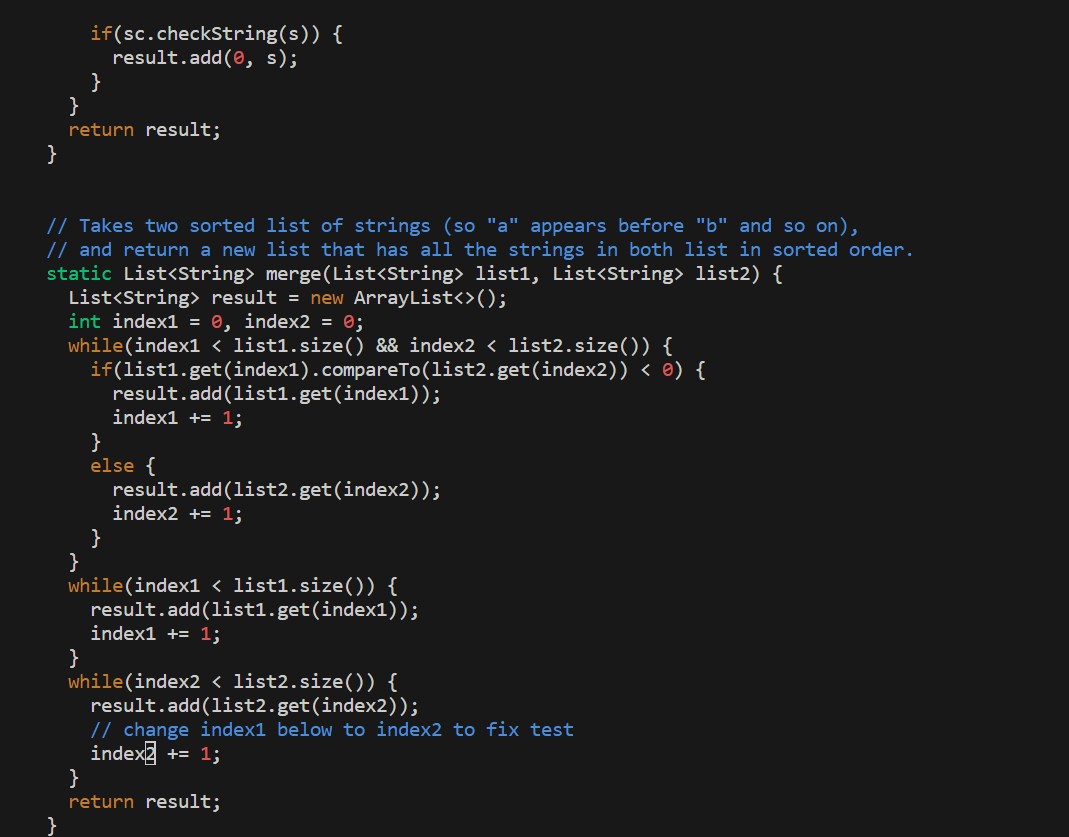 if(sc.checkString(s)) {
result.add(0, s);
}
}
return result;
}
// Takes two sorted list of strings (so "a" appears before "b" and so on),
// and return a new list that has all the strings in both list in sorted order.
static List<String> merge(List<String> list1, List<String> list2) {
List<String> result = new ArrayList<>();
int index1 = 0, index2 = 0;
while(index1 < list1.size() && index2 < list2.size()) {
if(list1.get(index1).compareTo(list2.get(index2)) < 0) {
result.add(list1.get(index1));
index1 += 1;
}
else {
result.add(list2.get(index2));
index2 += 1;
}
}
while(index1 < list1.size()) {
result.add(list1.get(index1));
index1 += 1;
}
while(index2 < list2.size()) {
result.add(list2.get(index2));
// change index1 below to index2 to fix test
index2 += 1;
}
return result;
}